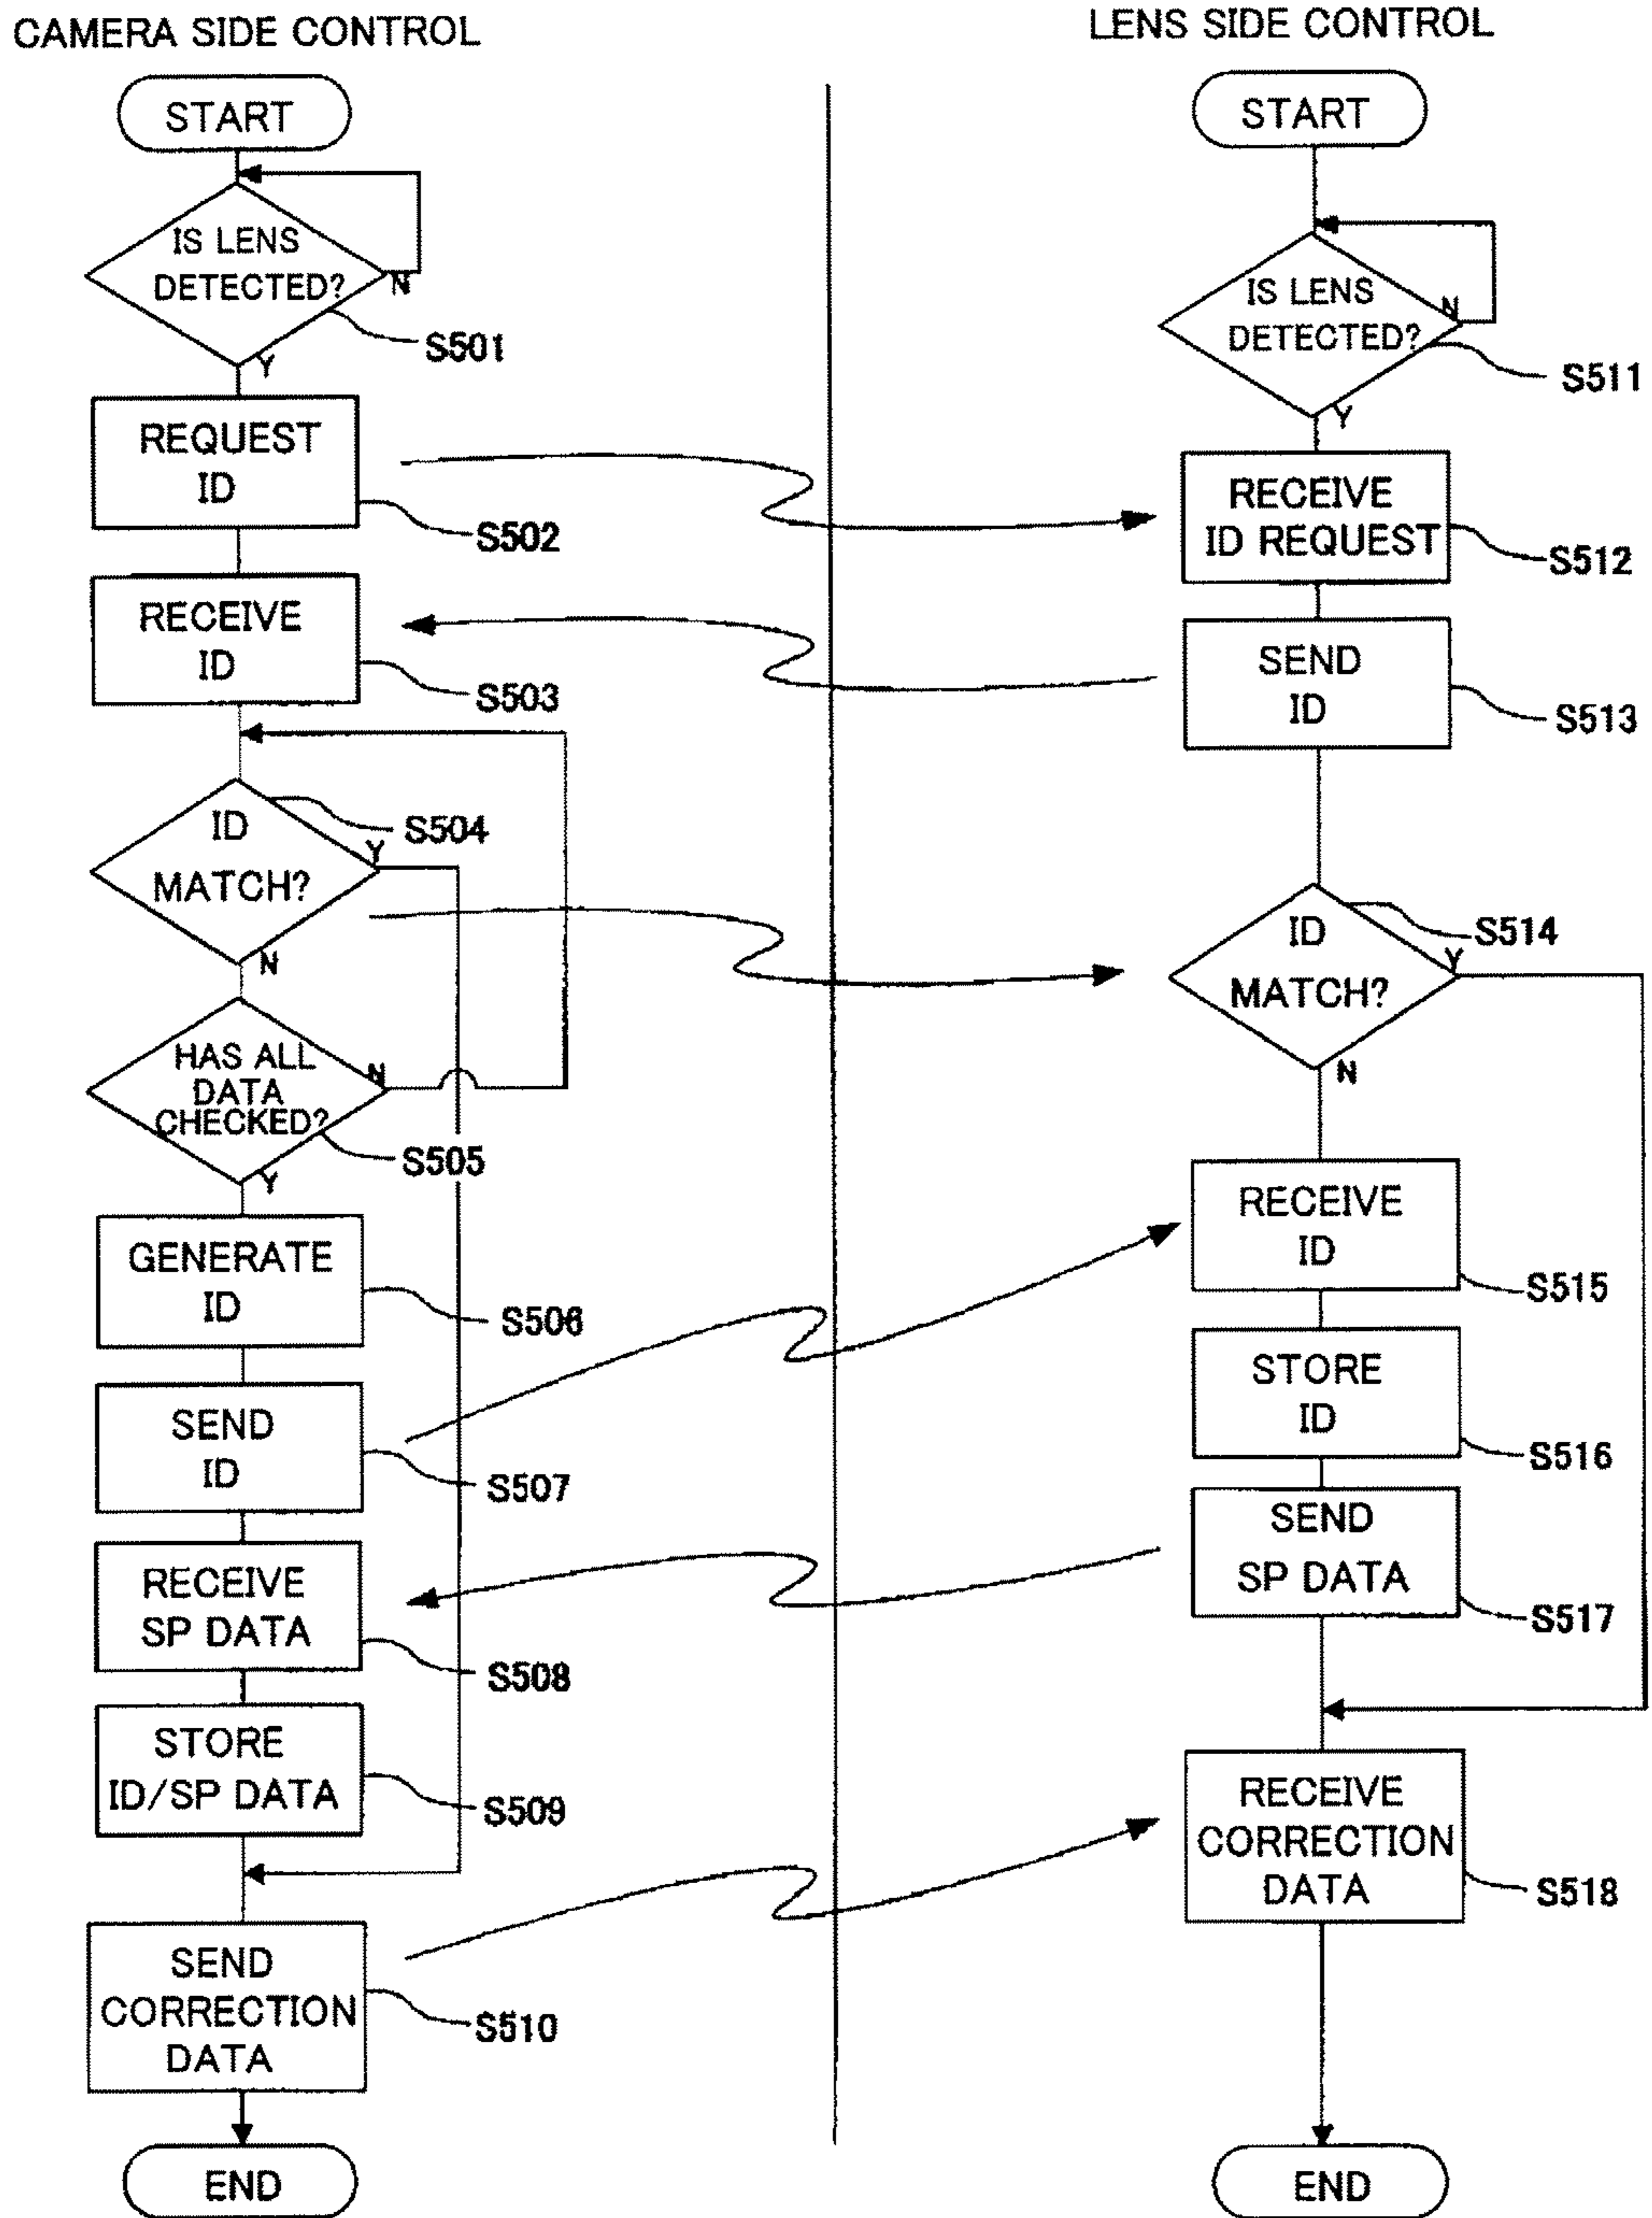 CAMERA SIDE CONTROL
START
IS LENS
DETECTED?
N
S501
Y
REQUEST
ID
S502
RECEIVE
ID
S503
ID
MATCH?
S504
Y
N
HAS ALL
DATA
CHECKED?
N
S505
Y
GENERATE
ID
S506
SEND
ID
S507
RECEIVE
SP DATA
S508
STORE
ID/SP DATA
S509
SEND
CORRECTION
DATA
S510
END
LENS SIDE CONTROL
START
IS LENS
DETECTED?
N
S511
Y
RECEIVE
ID REQUEST
S512
SEND
ID
S513
ID
MATCH?
S514
Y
N
RECEIVE
ID
S515
STORE
ID
S516
SEND
SP DATA
S517
RECEIVE
CORRECTION
DATA
S518
END